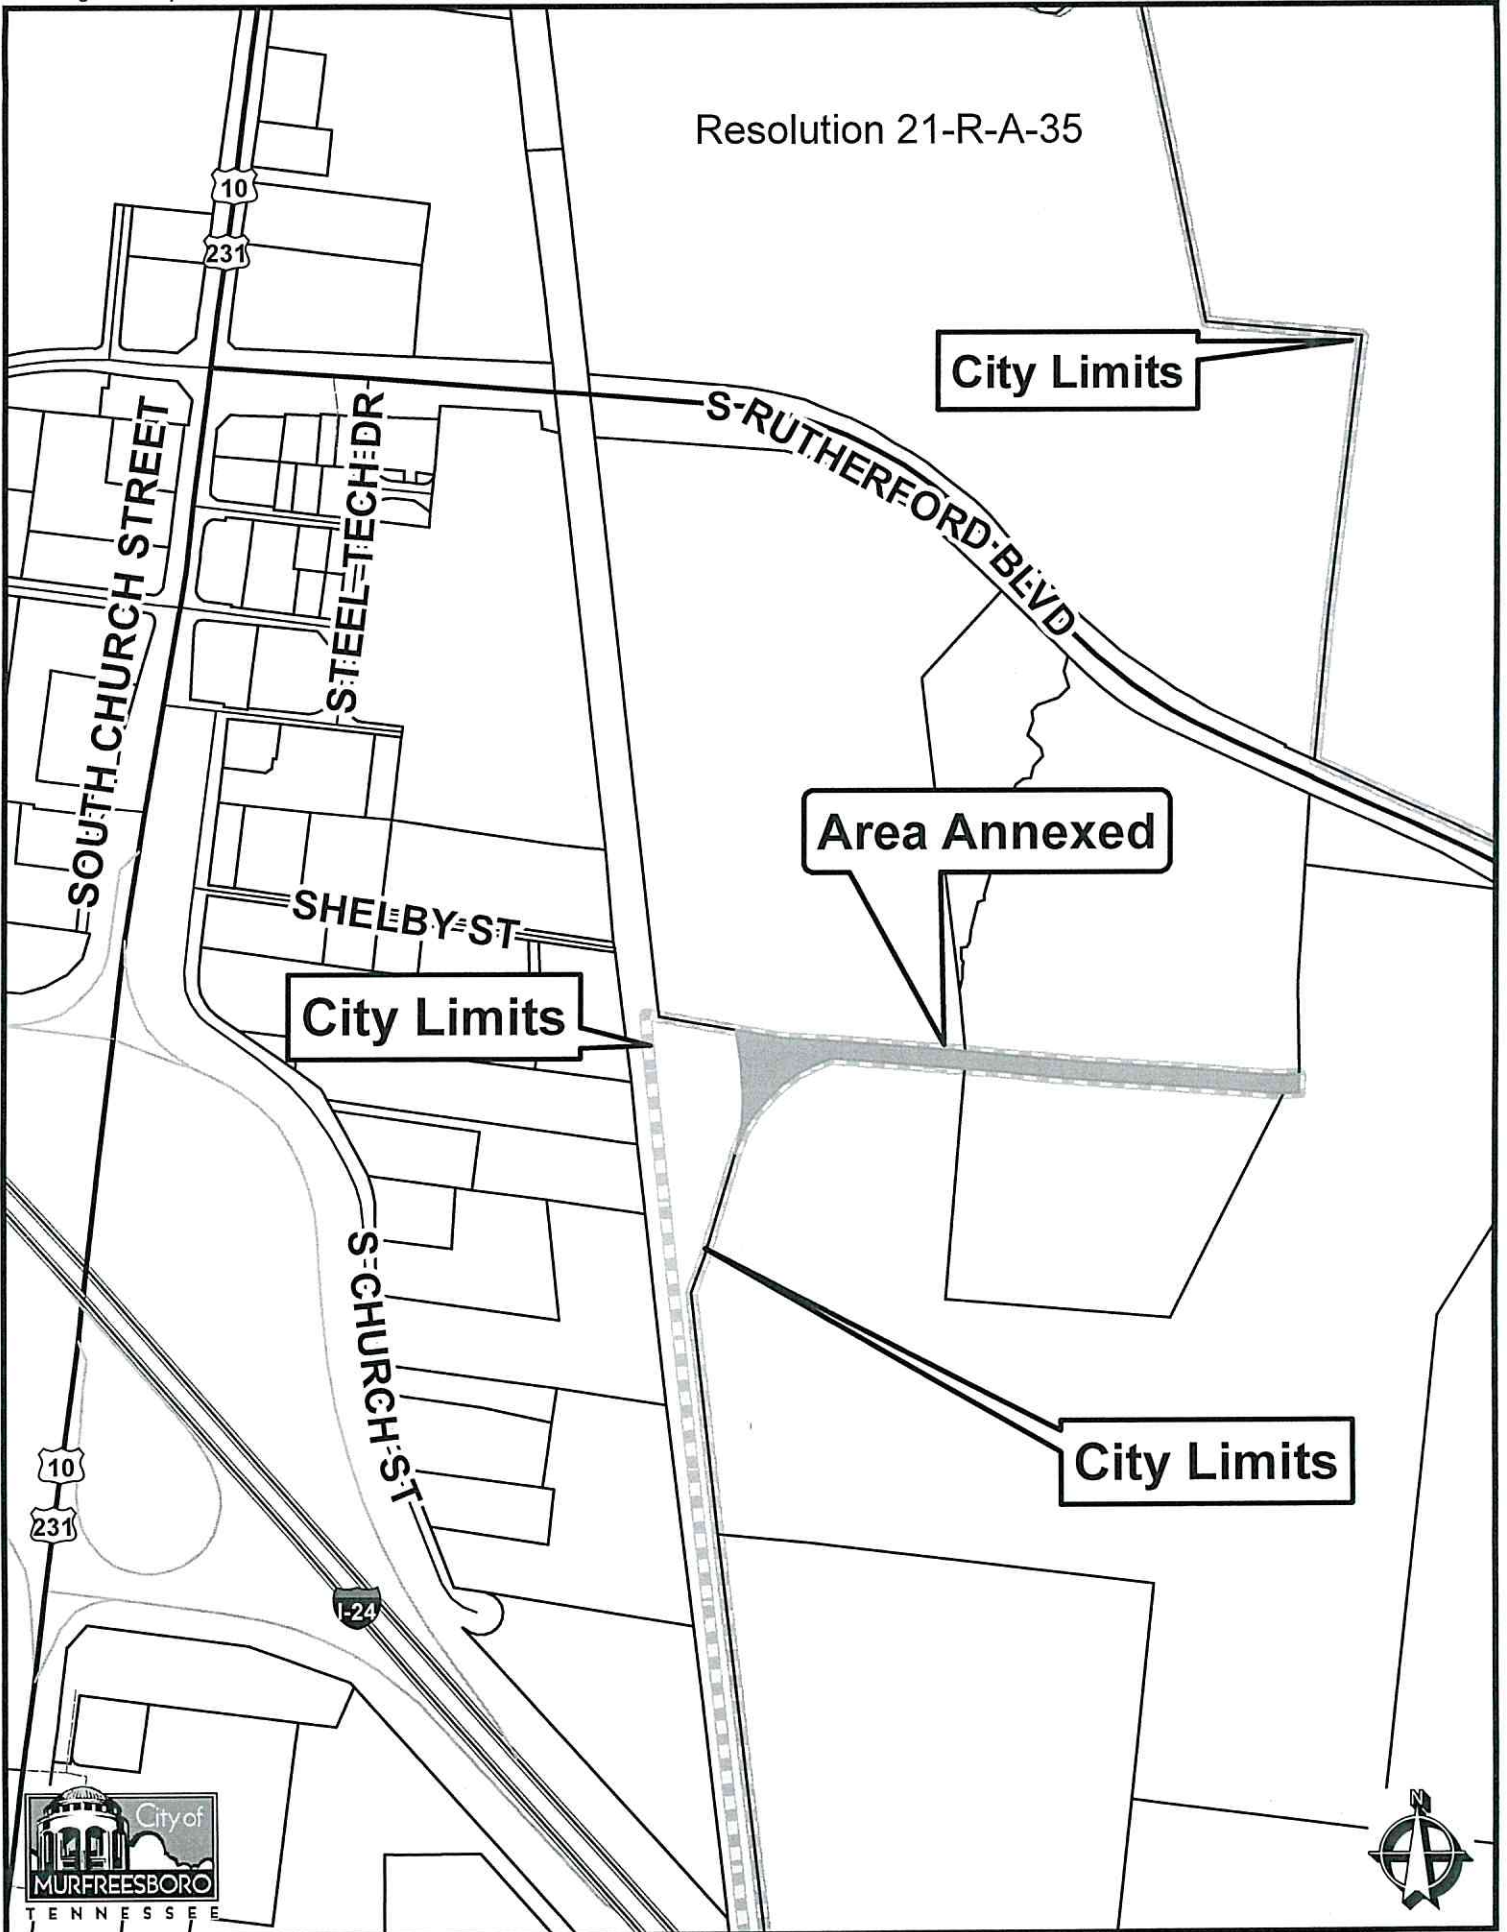 Resolution 21-R-A-35
10
231
City Limits
S RUTHERFORD BLVD
STEEL TECH DR
SOUTH CHURCH STREET
Area Annexed
SHELBY ST
City Limits
S CHURCH ST
City Limits
10
231
I-24
City of
MURFREESBORO
TENNESSEE
N